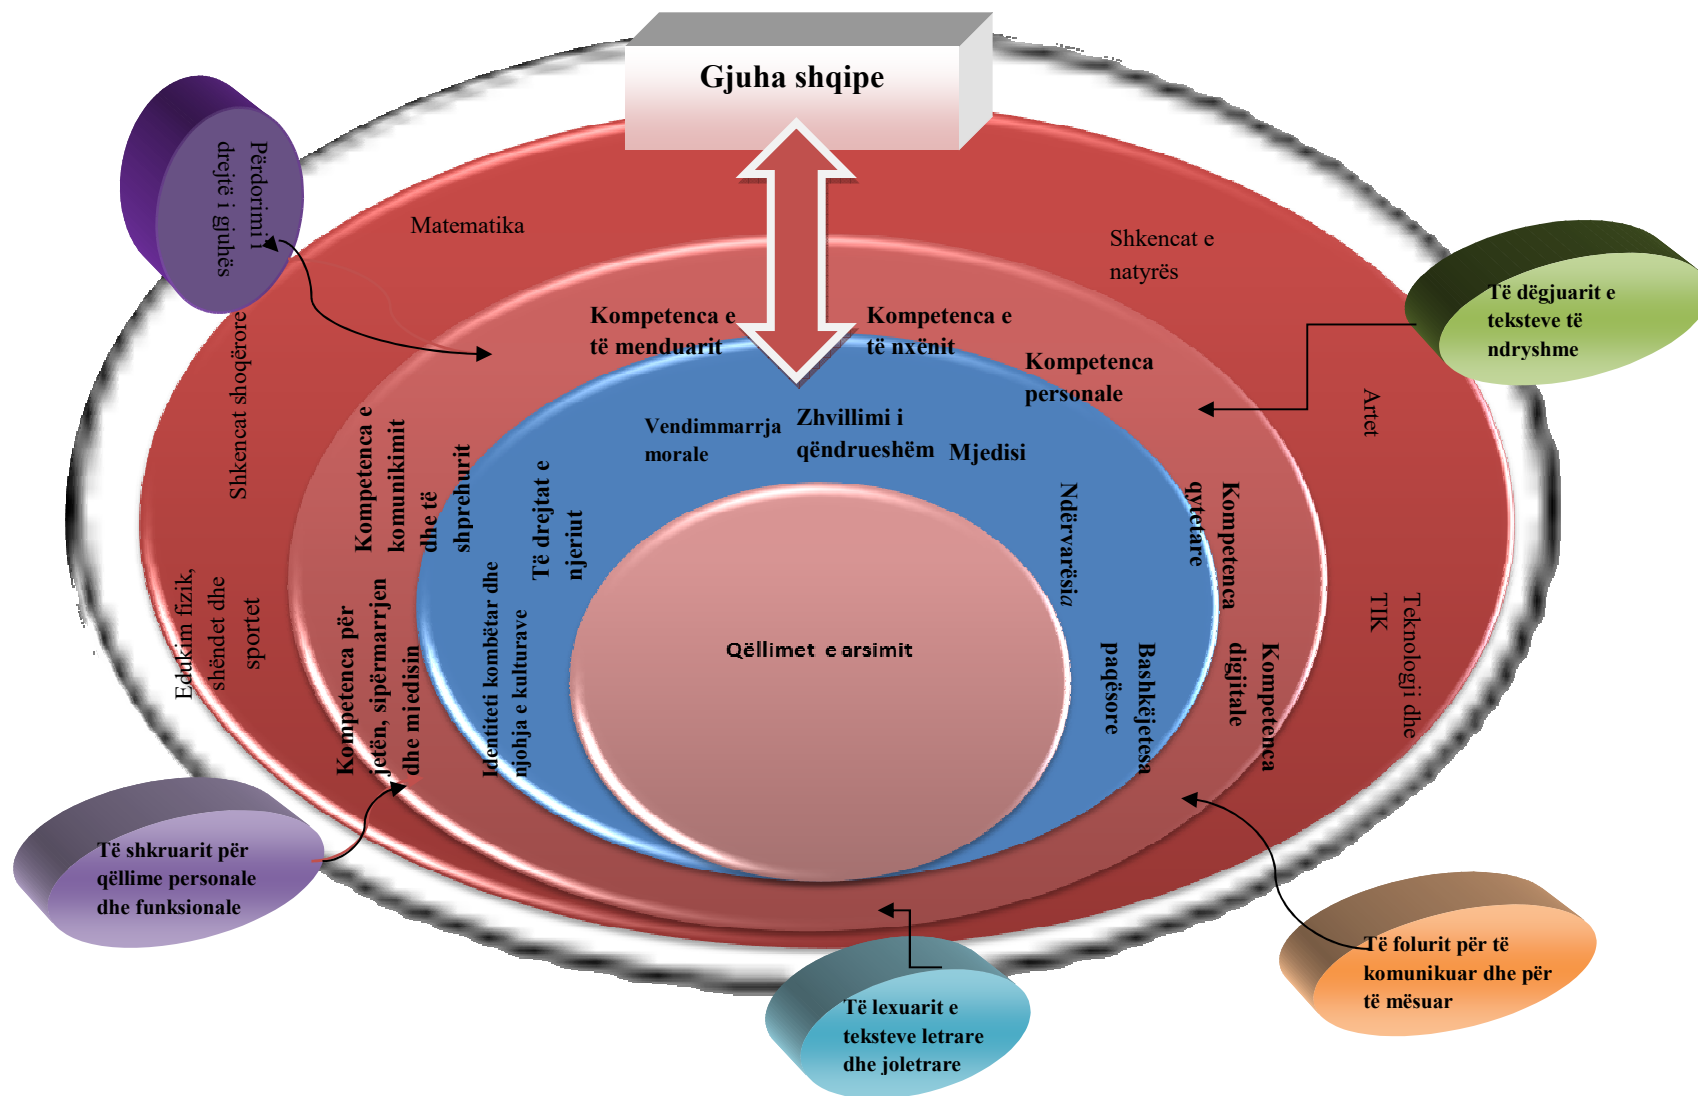 Gjuha shqipe
Përdorimi i
drejtë i gjuhës
Matematika
Shkencat e
natyrës
Të dëgjuarit e
teksteve të
ndryshme
Kompetenca e
të menduarit
Kompetenca e
të nxënit
Kompetenca
personale
Shkencat shoqërore
Artet
Kompetenca e
komunikimit
dhe të
shprehurit
Vendimmarrja
morale
Zhvillimi i
qëndrueshëm
Mjedisi
Të drejtat e
njeriut
Ndërvarësia
Kompetenca
qytetare
Edukim fizik,
shëndet dhe
sportet
Kompetenca për
jetën, sipërmarrjen
dhe mjedisin
Identiteti kombëtar dhe
njohja e kulturave
Qëllimet e arsimit
Bashkëjetesa
paqësore
Kompetenca
digjitale
Teknologji dhe
TIK
Të shkruarit për
qëllime personale
dhe funksionale
Të lexuarit e
teksteve letrare
dhe joletrare
Të folurit për të
komunikuar dhe për
të mësuar